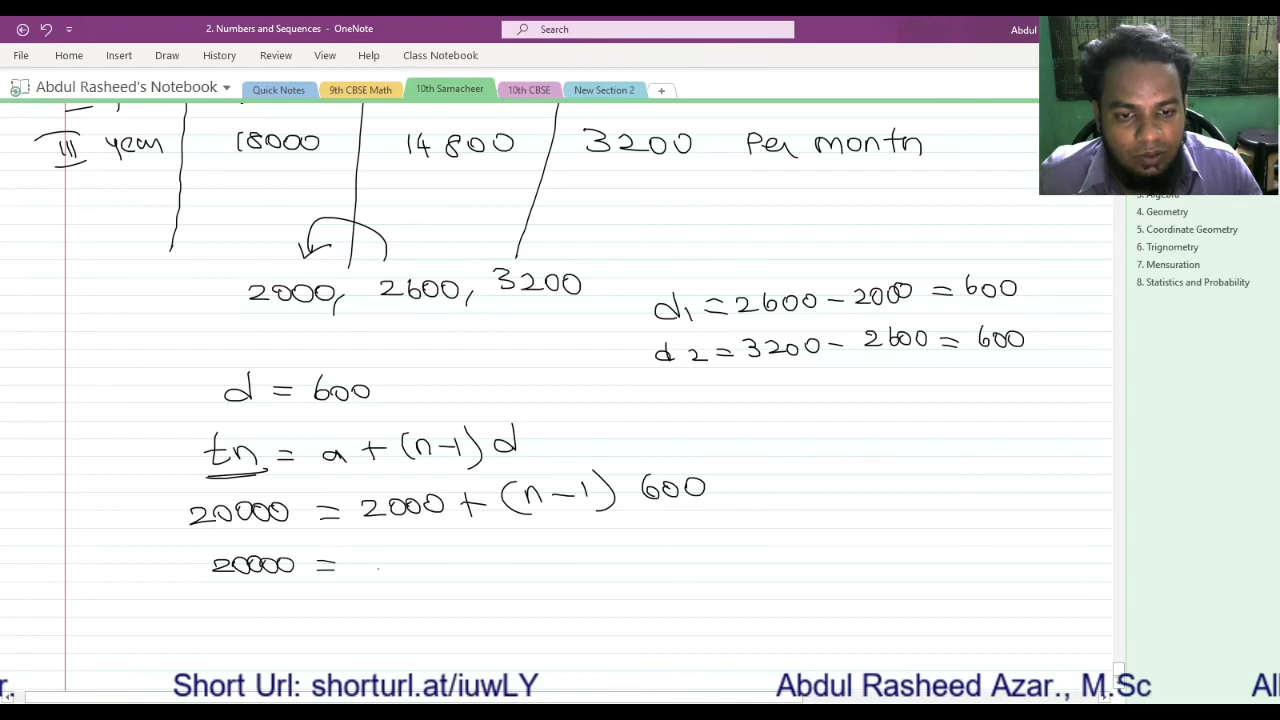 2. Numbers and Sequences - OneNote
Search
Abdul
File Home Insert Draw History Review View Help Class Notebook
Abdul Rasheed's Notebook
Quick Notes
9th CBSE Math
10th Samacheer
10th CBSE
New Section 2
III year 18000 14800 3200 Per month
4. Geometry
5. Coordinate Geometry
6. Trignometry
7. Mensuration
8. Statistics and Probability
2000, 2600, 3200
d1 = 2600 - 2000 = 600
d2 = 3200 - 2600 = 600
d = 600
tn = a + (n-1) d
20000 = 2000 + (n-1) 600
20000 =
r. Short Url: shorturl.at/iuwLY Abdul Rasheed Azar., M.Sc Al